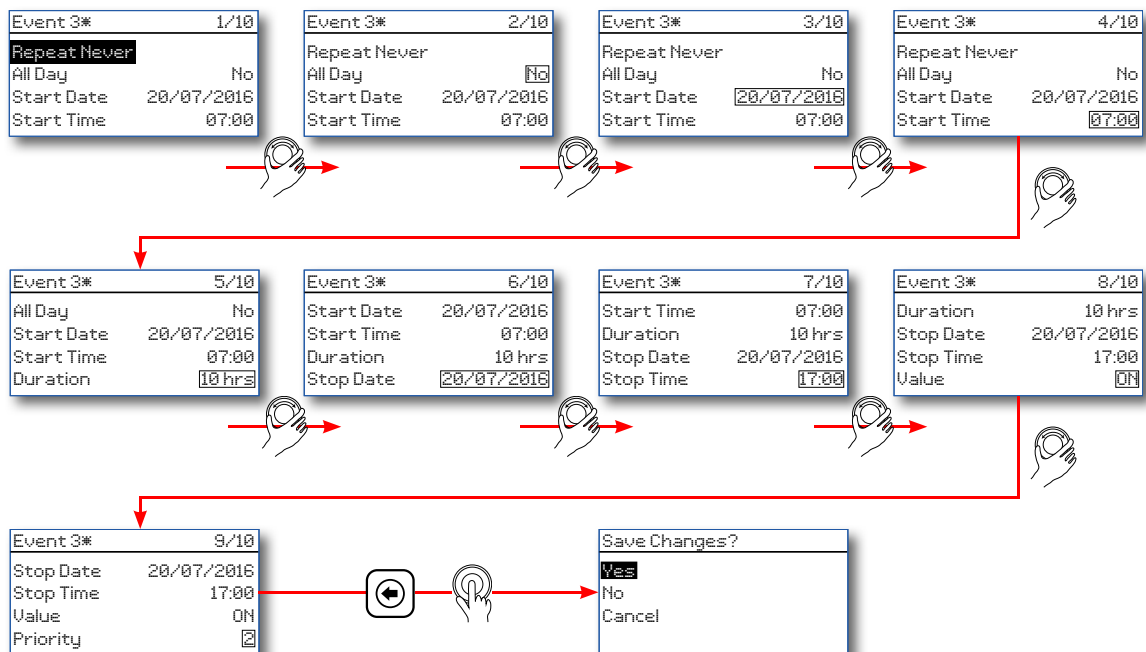 Event 3* 1/10
Repeat Never
All Day No
Start Date 20/07/2016
Start Time 07:00
Event 3* 2/10
Repeat Never
All Day No
Start Date 20/07/2016
Start Time 07:00
Event 3* 3/10
Repeat Never
All Day No
Start Date 20/07/2016
Start Time 07:00
Event 3* 4/10
Repeat Never
All Day No
Start Date 20/07/2016
Start Time 07:00
Event 3* 5/10
All Day No
Start Date 20/07/2016
Start Time 07:00
Duration 10 hrs
Event 3* 6/10
Start Date 20/07/2016
Start Time 07:00
Duration 10 hrs
Stop Date 20/07/2016
Event 3* 7/10
Start Time 07:00
Duration 10 hrs
Stop Date 20/07/2016
Stop Time 17:00
Event 3* 8/10
Duration 10 hrs
Stop Date 20/07/2016
Stop Time 17:00
Value ON
Event 3* 9/10
Stop Date 20/07/2016
Stop Time 17:00
Value ON
Priority 2
Save Changes?
Yes
No
Cancel